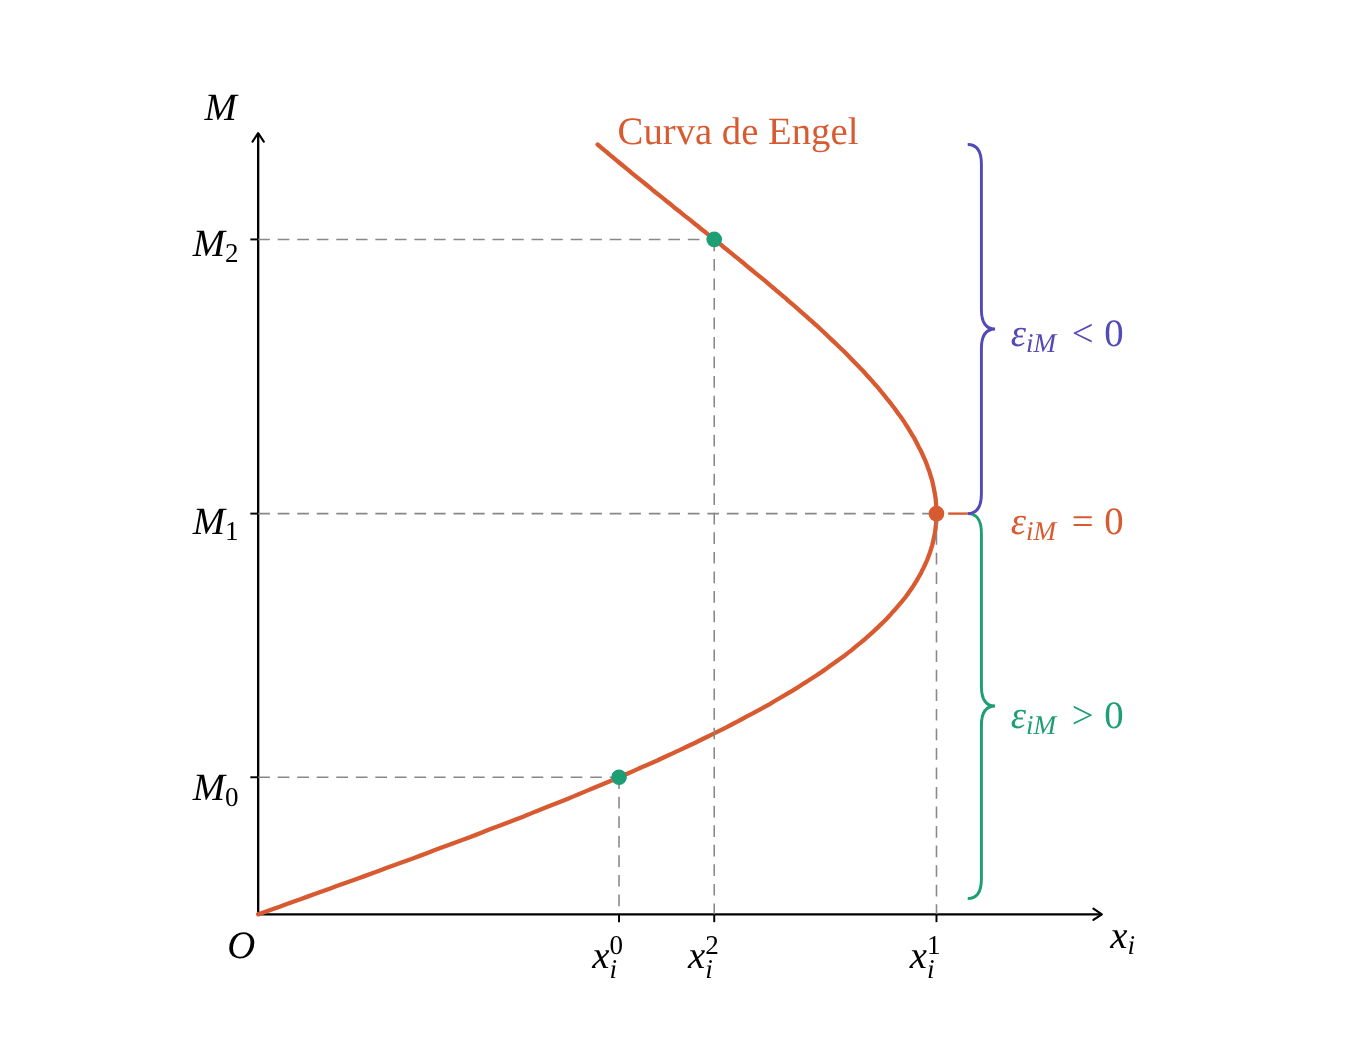 M
Curva de Engel
M₂
εᵢM < 0
M₁
εᵢM = 0
εᵢM > 0
M₀
O
xᵢ⁰
xᵢ²
xᵢ¹
xᵢ